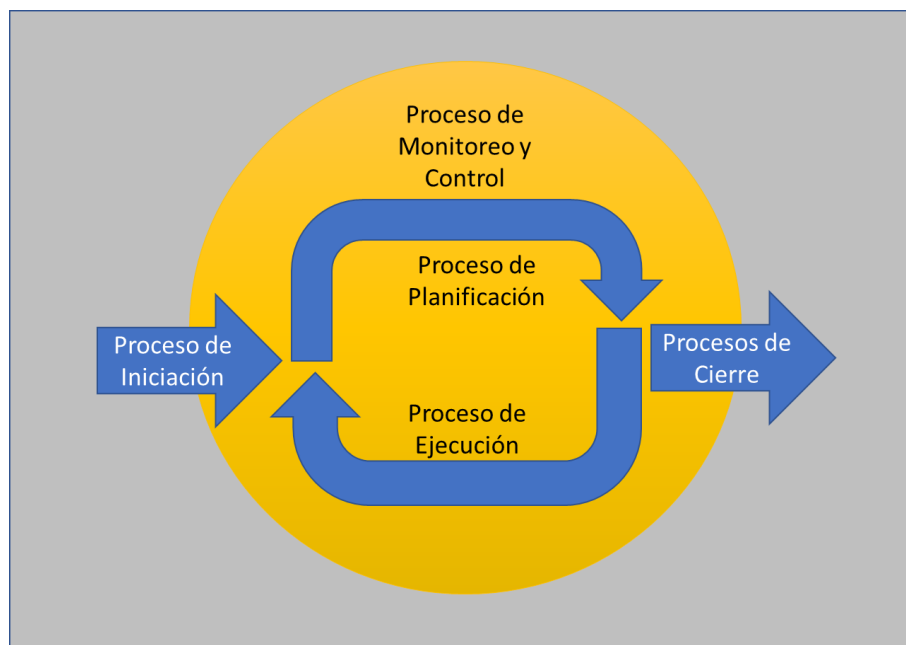 Proceso de
Monitoreo y
Control
Proceso de
Planificación
Proceso de
Iniciación
Procesos de
Cierre
Proceso de
Ejecución